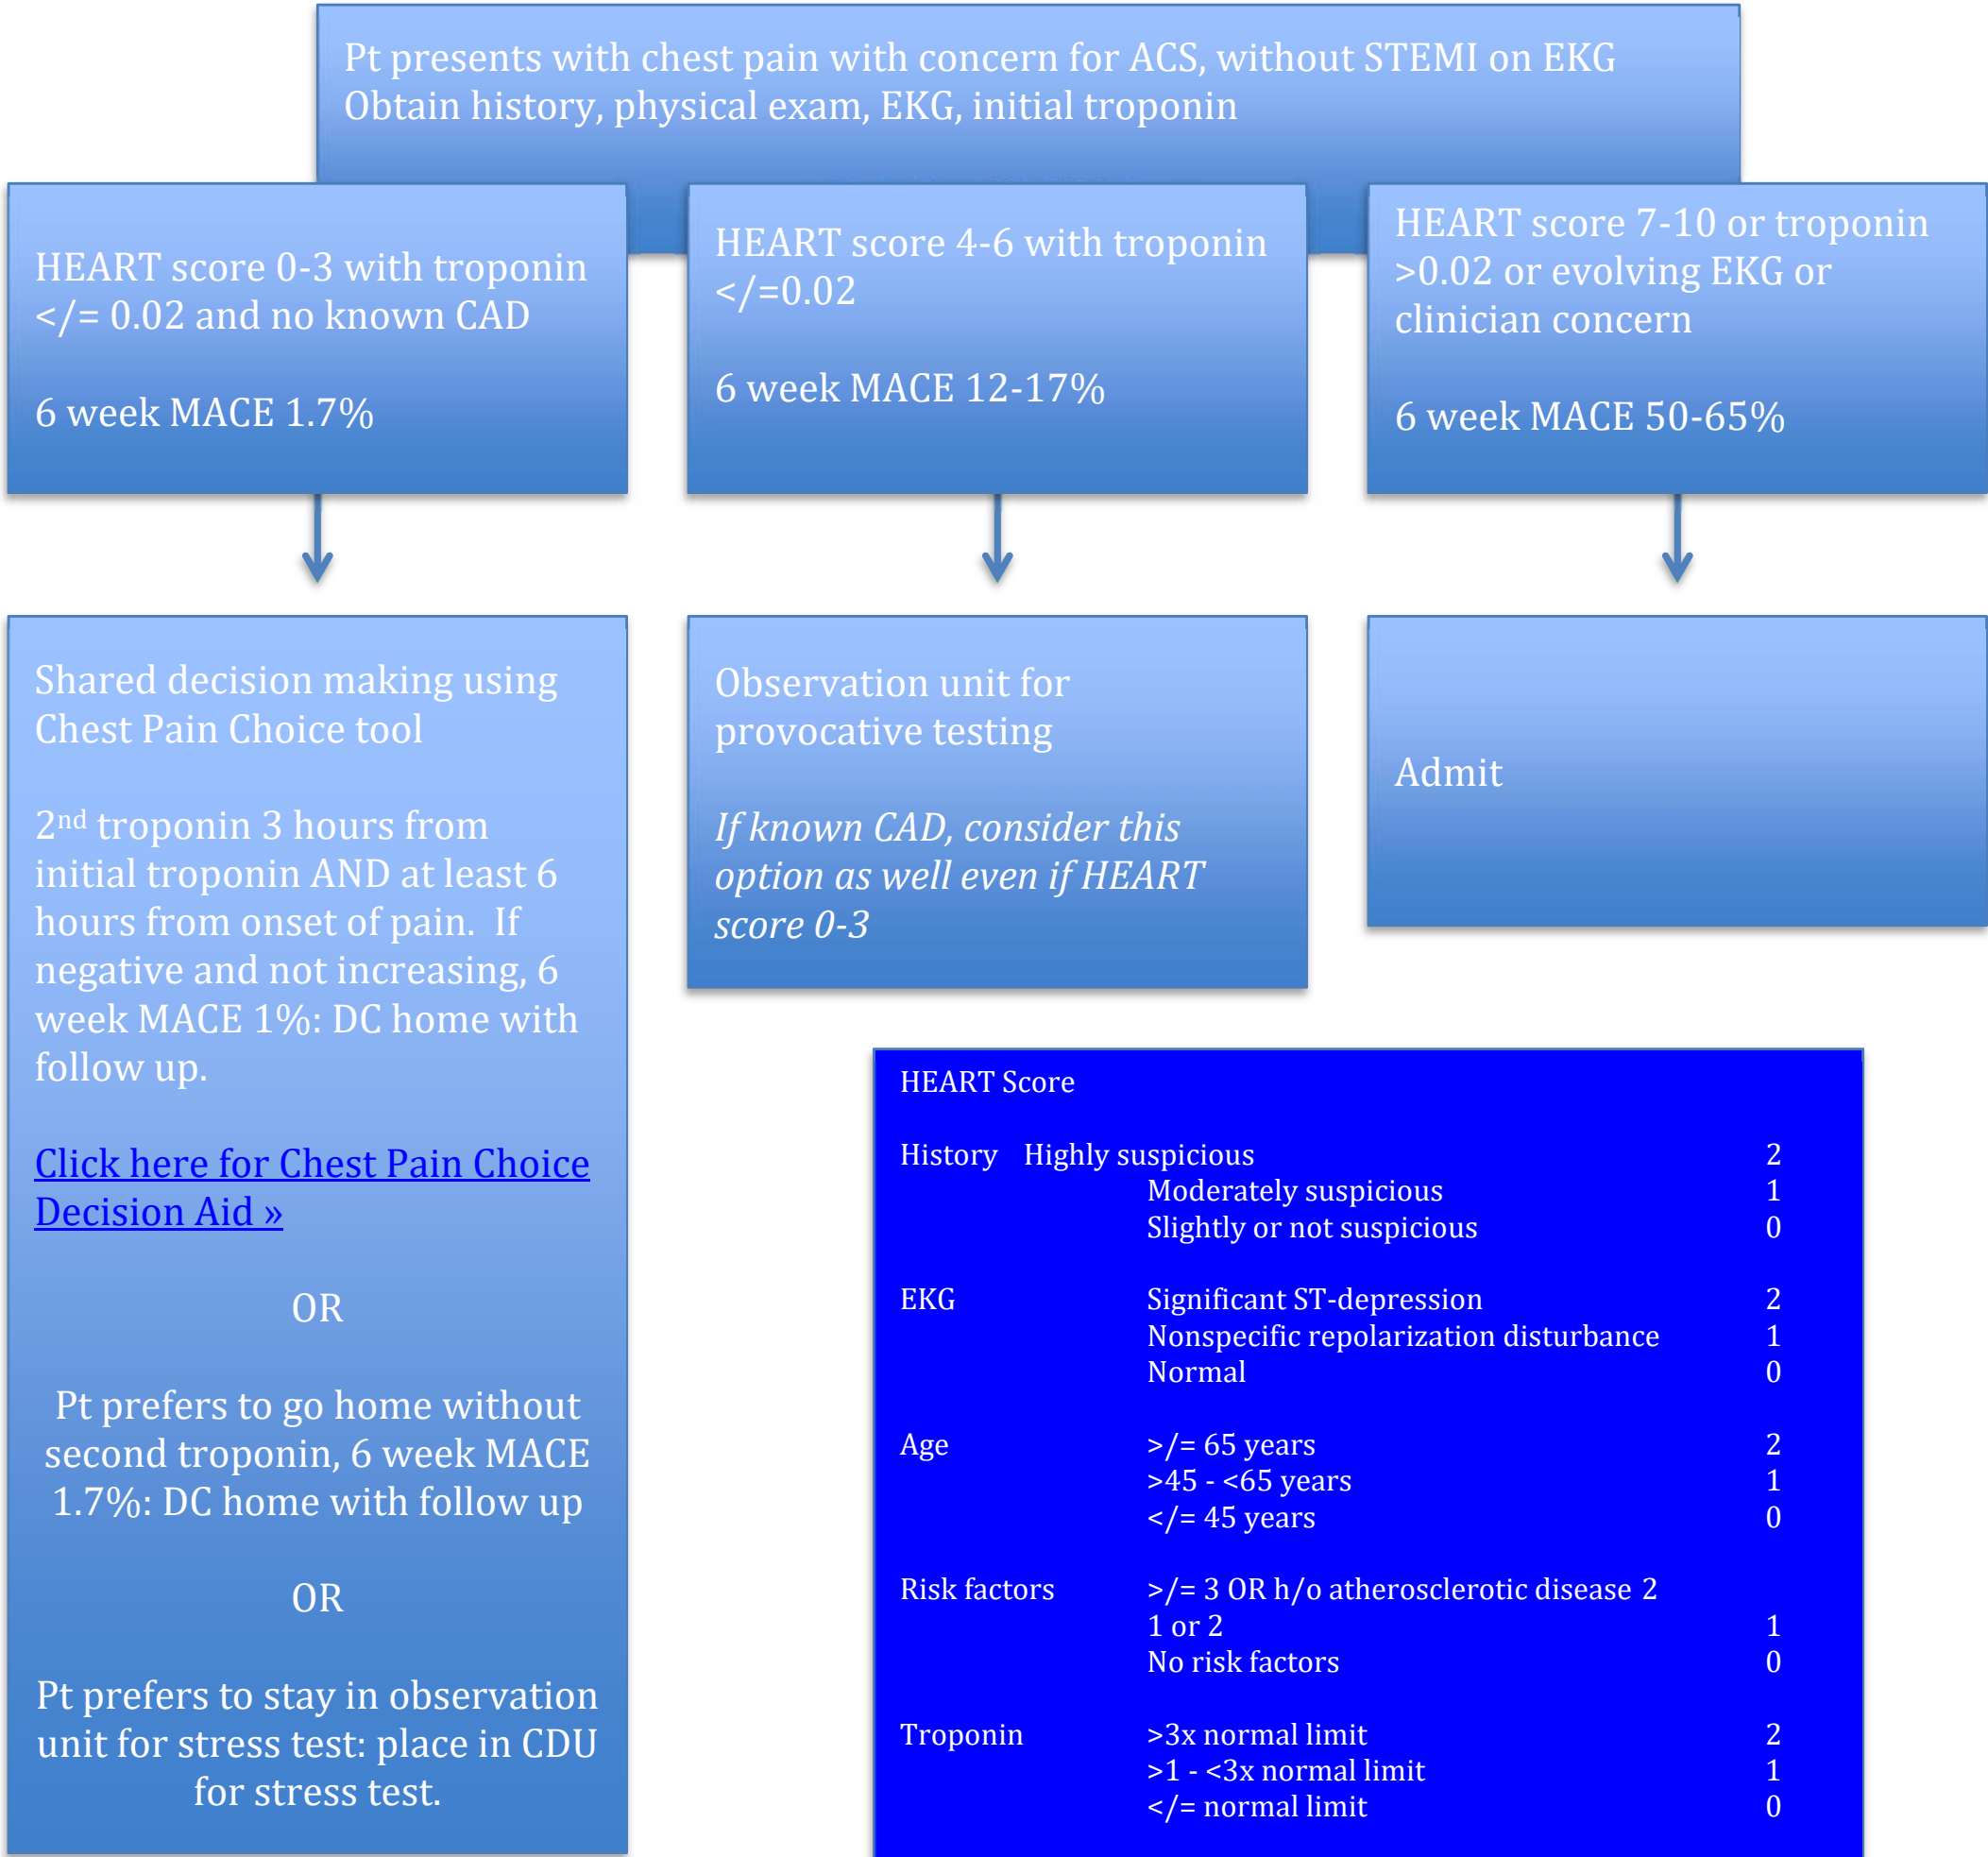 Pt presents with chest pain with concern for ACS, without STEMI on EKG
Obtain history, physical exam, EKG, initial troponin
HEART score 0-3 with troponin
</= 0.02 and no known CAD
6 week MACE 1.7%
HEART score 4-6 with troponin
</=0.02
6 week MACE 12-17%
HEART score 7-10 or troponin
>0.02 or evolving EKG or
clinician concern
6 week MACE 50-65%
Shared decision making using
Chest Pain Choice tool
2nd troponin 3 hours from
initial troponin AND at least 6
hours from onset of pain.  If
negative and not increasing, 6
week MACE 1%: DC home with
follow up.
Click here for Chest Pain Choice
Decision Aid »
OR
Pt prefers to go home without
second troponin, 6 week MACE
1.7%: DC home with follow up
OR
Pt prefers to stay in observation
unit for stress test: place in CDU
for stress test.
Observation unit for
provocative testing
If known CAD, consider this
option as well even if HEART
score 0-3
Admit
HEART Score
History Highly suspicious 2
Moderately suspicious 1
Slightly or not suspicious 0
EKG Significant ST-depression 2
Nonspecific repolarization disturbance 1
Normal 0
Age >/= 65 years 2
>45 - <65 years 1
</= 45 years 0
Risk factors >/= 3 OR h/o atherosclerotic disease 2
1 or 2 1
No risk factors 0
Troponin >3x normal limit 2
>1 - <3x normal limit 1
</= normal limit 0